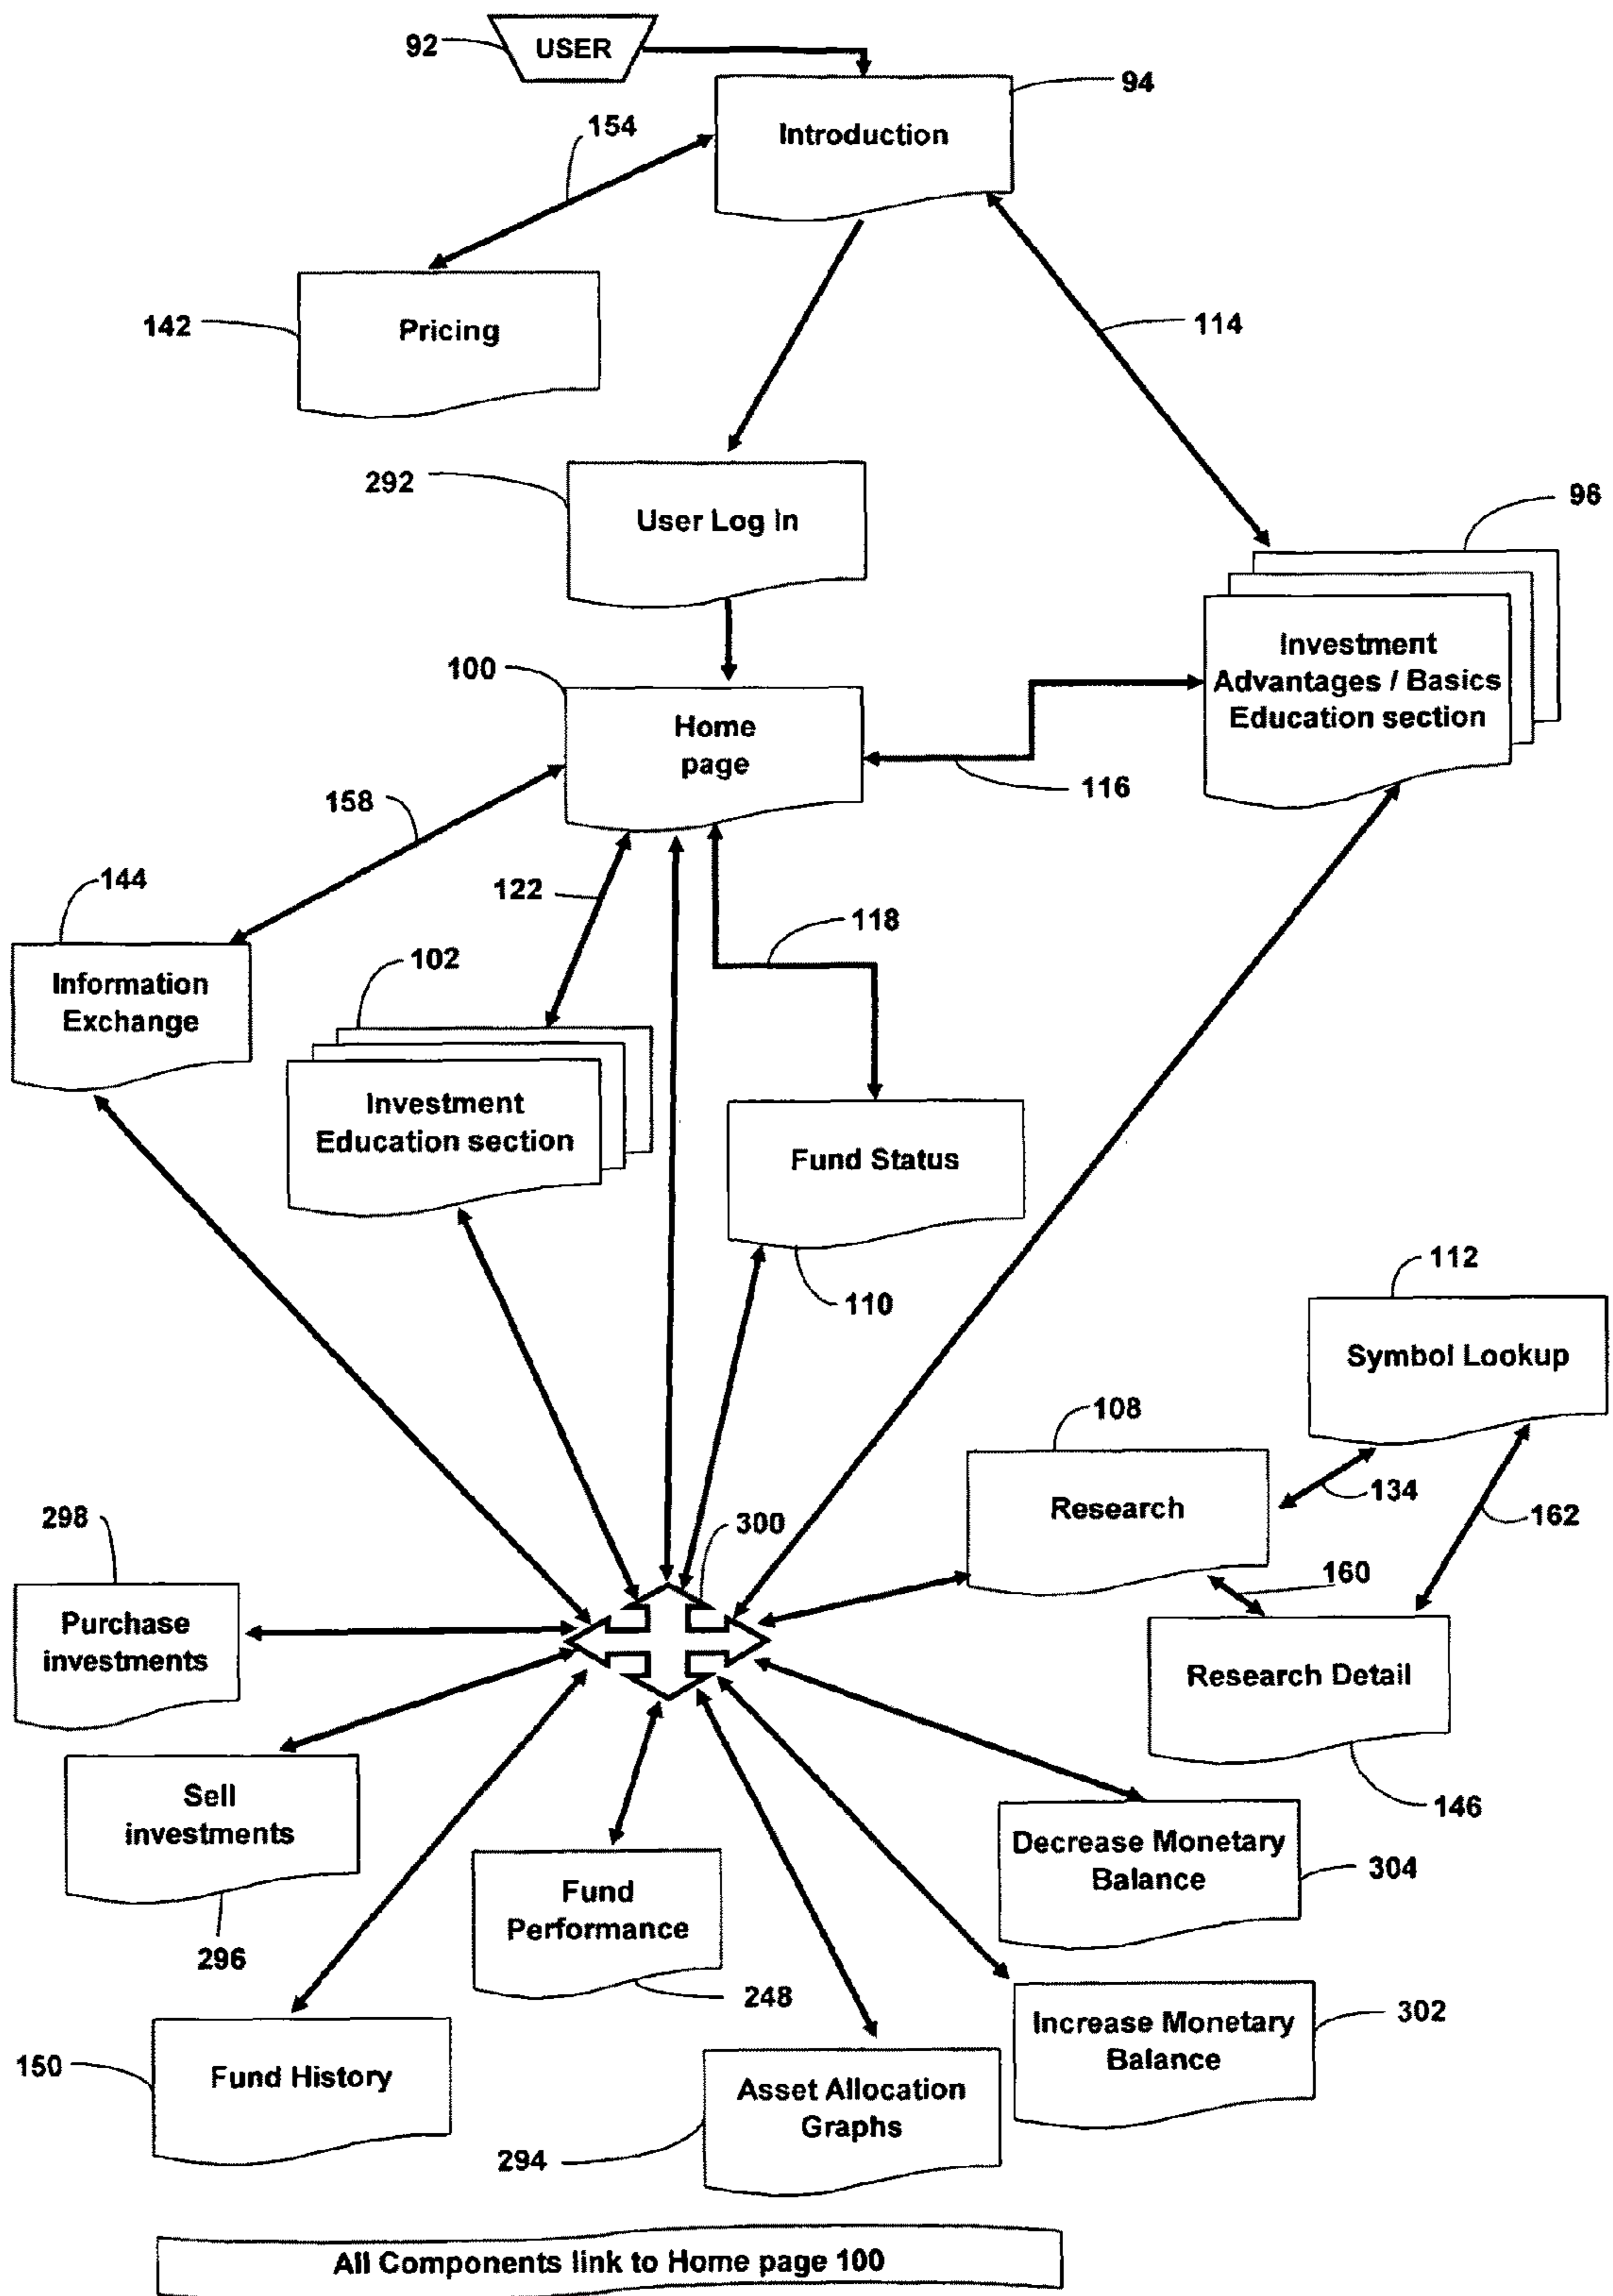 92
USER
94
Introduction
154
142
Pricing
114
292
User Log In
96
Investment
Advantages / Basics
Education section
100
Home
page
116
158
144
122
118
102
Information
Exchange
Investment
Education section
Fund Status
110
112
Symbol Lookup
108
Research
134
162
298
300
160
Purchase
investments
Research Detail
146
Sell
investments
296
Decrease Monetary
Balance
304
Fund
Performance
248
Increase Monetary
Balance
302
150
Fund History
Asset Allocation
Graphs
294
All Components link to Home page 100